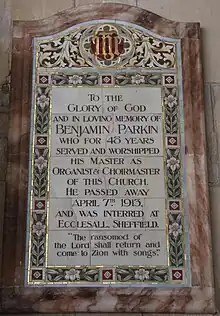 To the
Glory of God
and in loving memory of
Benjamin Parkin
who for 43 years
served and worshipped
his Master as
Organist & Choirmaster
of this Church.
He passed away
April 7th 1913,
and was interred at
Ecclesall, Sheffield.
"The ransomed of
the Lord shall return and
come to Zion with songs."